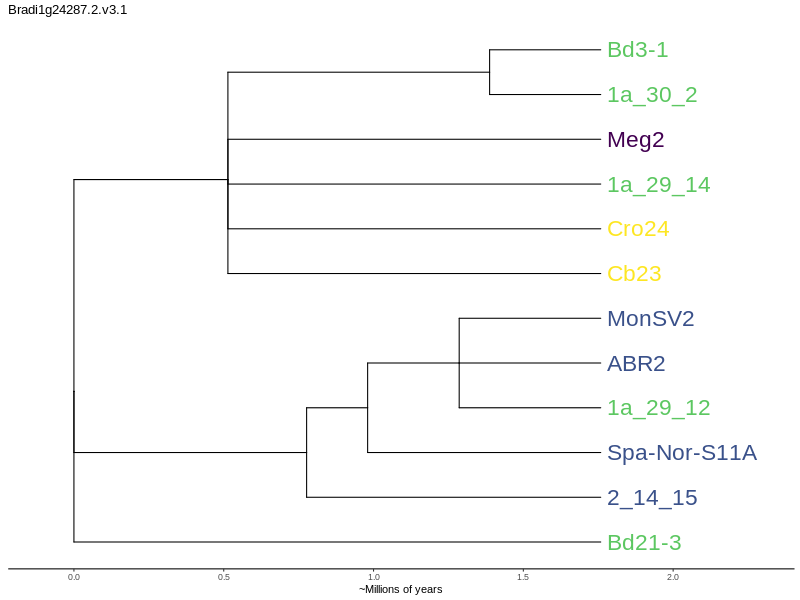 Bradi1g24287.2.v3.1
Bd3-1
1a_30_2
Meg2
1a_29_14
Cro24
Cb23
MonSV2
ABR2
1a_29_12
Spa-Nor-S11A
2_14_15
Bd21-3
0.0 0.5 1.0 1.5 2.0
~Millions of years